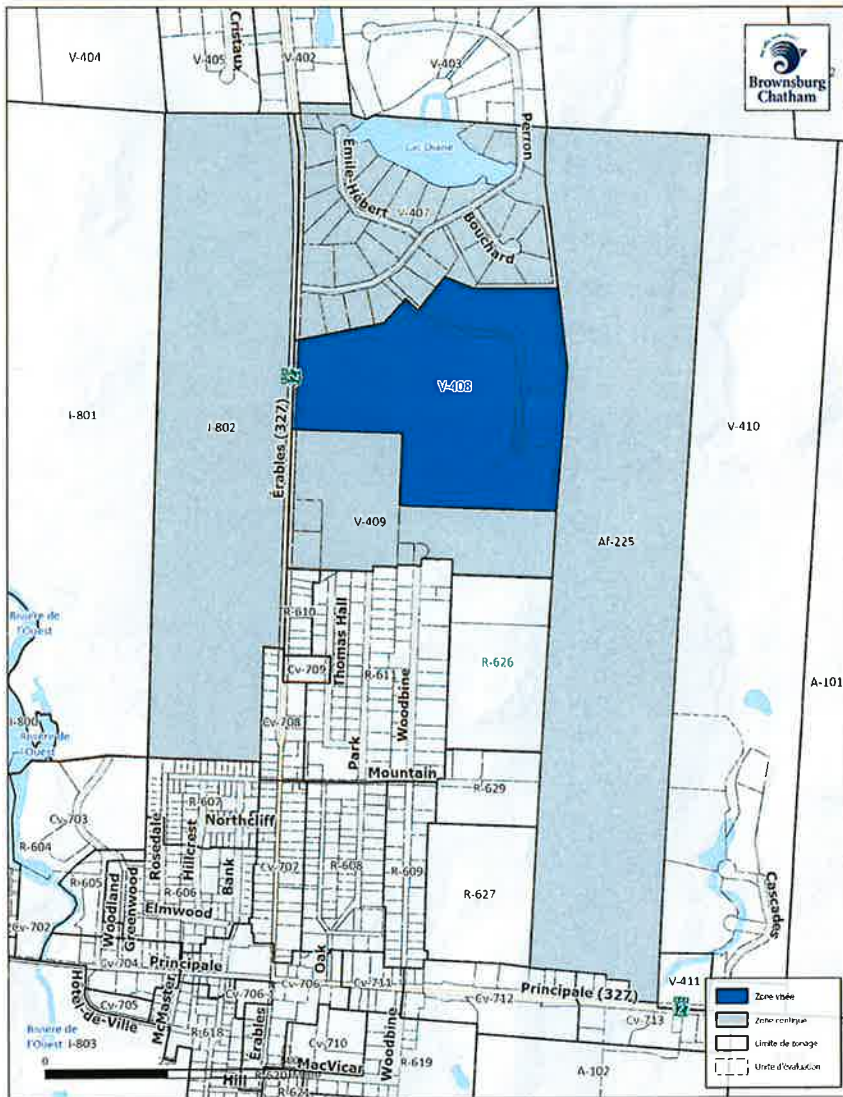 Cristaux
V-404
V-405
V-402
V-403
Brownsburg
Chatham
Perron
Lac Diane
Emile-Hébert
V-407
Bouchard
V-408
I-801
I-802
Érables (327)
V-410
V-409
Af-225
Rivière de
l'Ouest
R-610
Thomas Hall
Cv-709
R-611
Woodbine
R-626
A-101
I-800
Rivière de
l'Ouest
Cv-708
Park
Mountain
R-629
Cv-703
R-607
Northcliff
R-604
Rosedale
Hillcrest
Bank
Cv-707
R-608
R-609
R-605
R-606
Woodland
Greenwood
Elmwood
R-627
Cascades
Cv-702
Cv-704
Principale
Oak
V-411
Hôtel-de-Ville
Cv-705
McMaster
Cv-706
Cv-706
Cv-711
Principale (327)
Cv-712
Cv-713
Zone visée
Zone contiguë
Limite de zonage
Unité d'évaluation
Rivière de
l'Ouest
I-803
R-618
Érables
Cv-710
Woodbine
R-619
MacVicar
A-102
0
Hill
R-620
R-621